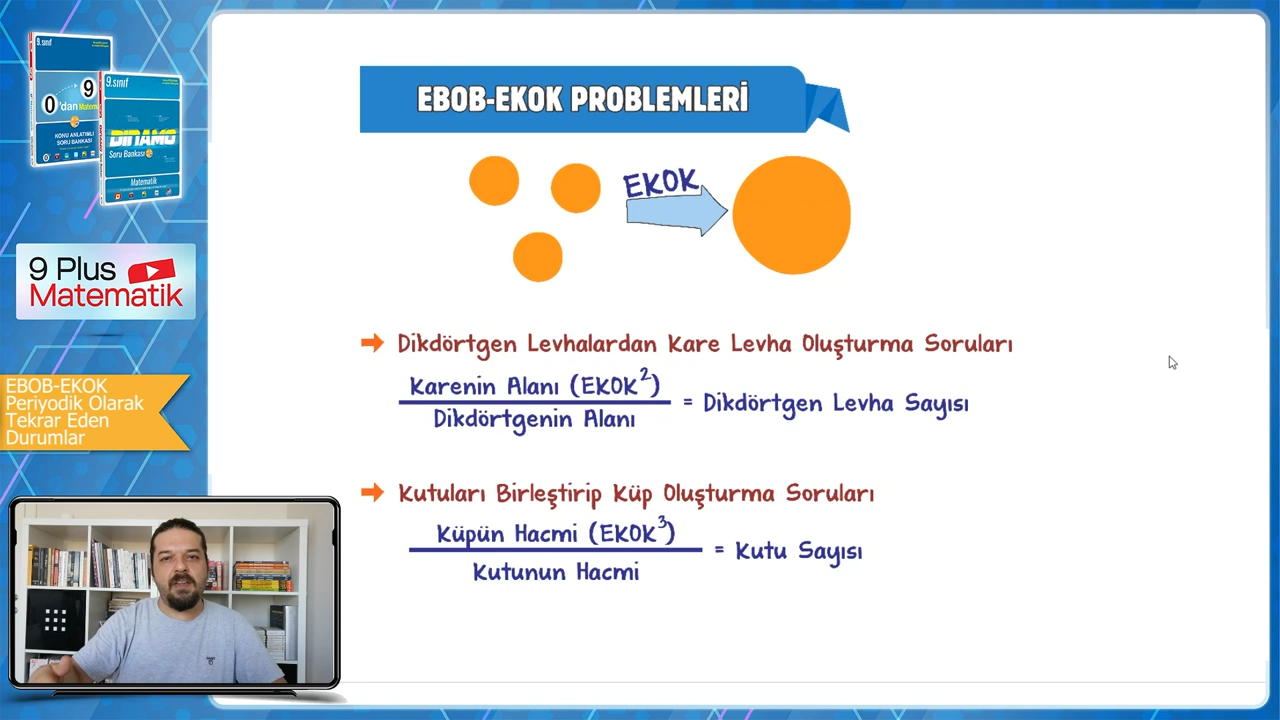 9.sınıf
0'dan 9 Matema
KONU ANLATIMLI
SORU BANKASI
9.sınıf
DINAMO
Soru Bankası
Matematik
9 Plus
Matematik
EBOB-EKOK
Periyodik Olarak
Tekrar Eden
Durumlar
EBOB-EKOK PROBLEMLERİ
EKOK
Dikdörtgen Levhalardan Kare Levha Oluşturma Soruları
Karenin Alanı (EKOK²)
Dikdörtgenin Alanı
= Dikdörtgen Levha Sayısı
Kutuları Birleştirip Küp Oluşturma Soruları
Küpün Hacmi (EKOK³)
Kutunun Hacmi
= Kutu Sayısı